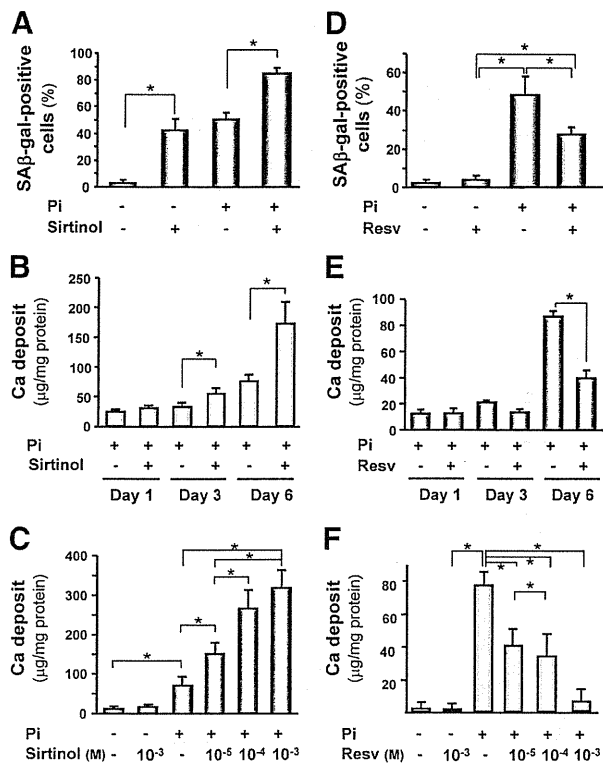 A
SAβ-gal-positive
cells (%)
100
80
60
40
20
0
*
*
Pi - - + +
Sirtinol - + - +
D
SAβ-gal-positive
cells (%)
60
40
20
0
*
*
*
Pi - - + +
Resv - + - +
B
Ca deposit
(µg/mg protein)
250
200
150
100
50
0
*
*
Pi + + + + + +
Sirtinol - + - + - +
Day 1 Day 3 Day 6
E
Ca deposit
(µg/mg protein)
100
80
60
40
20
0
*
Pi + + + + + +
Resv - + - + - +
Day 1 Day 3 Day 6
C
Ca deposit
(µg/mg protein)
400
300
200
100
0
*
*
*
*
*
Pi - - + + + +
Sirtinol (M) - 10⁻³ - 10⁻⁵ 10⁻⁴ 10⁻³
F
Ca deposit
(µg/mg protein)
80
60
40
20
*
*
*
*
*
Pi - - + + + +
Resv (M) - 10⁻³ - 10⁻⁵ 10⁻⁴ 10⁻³